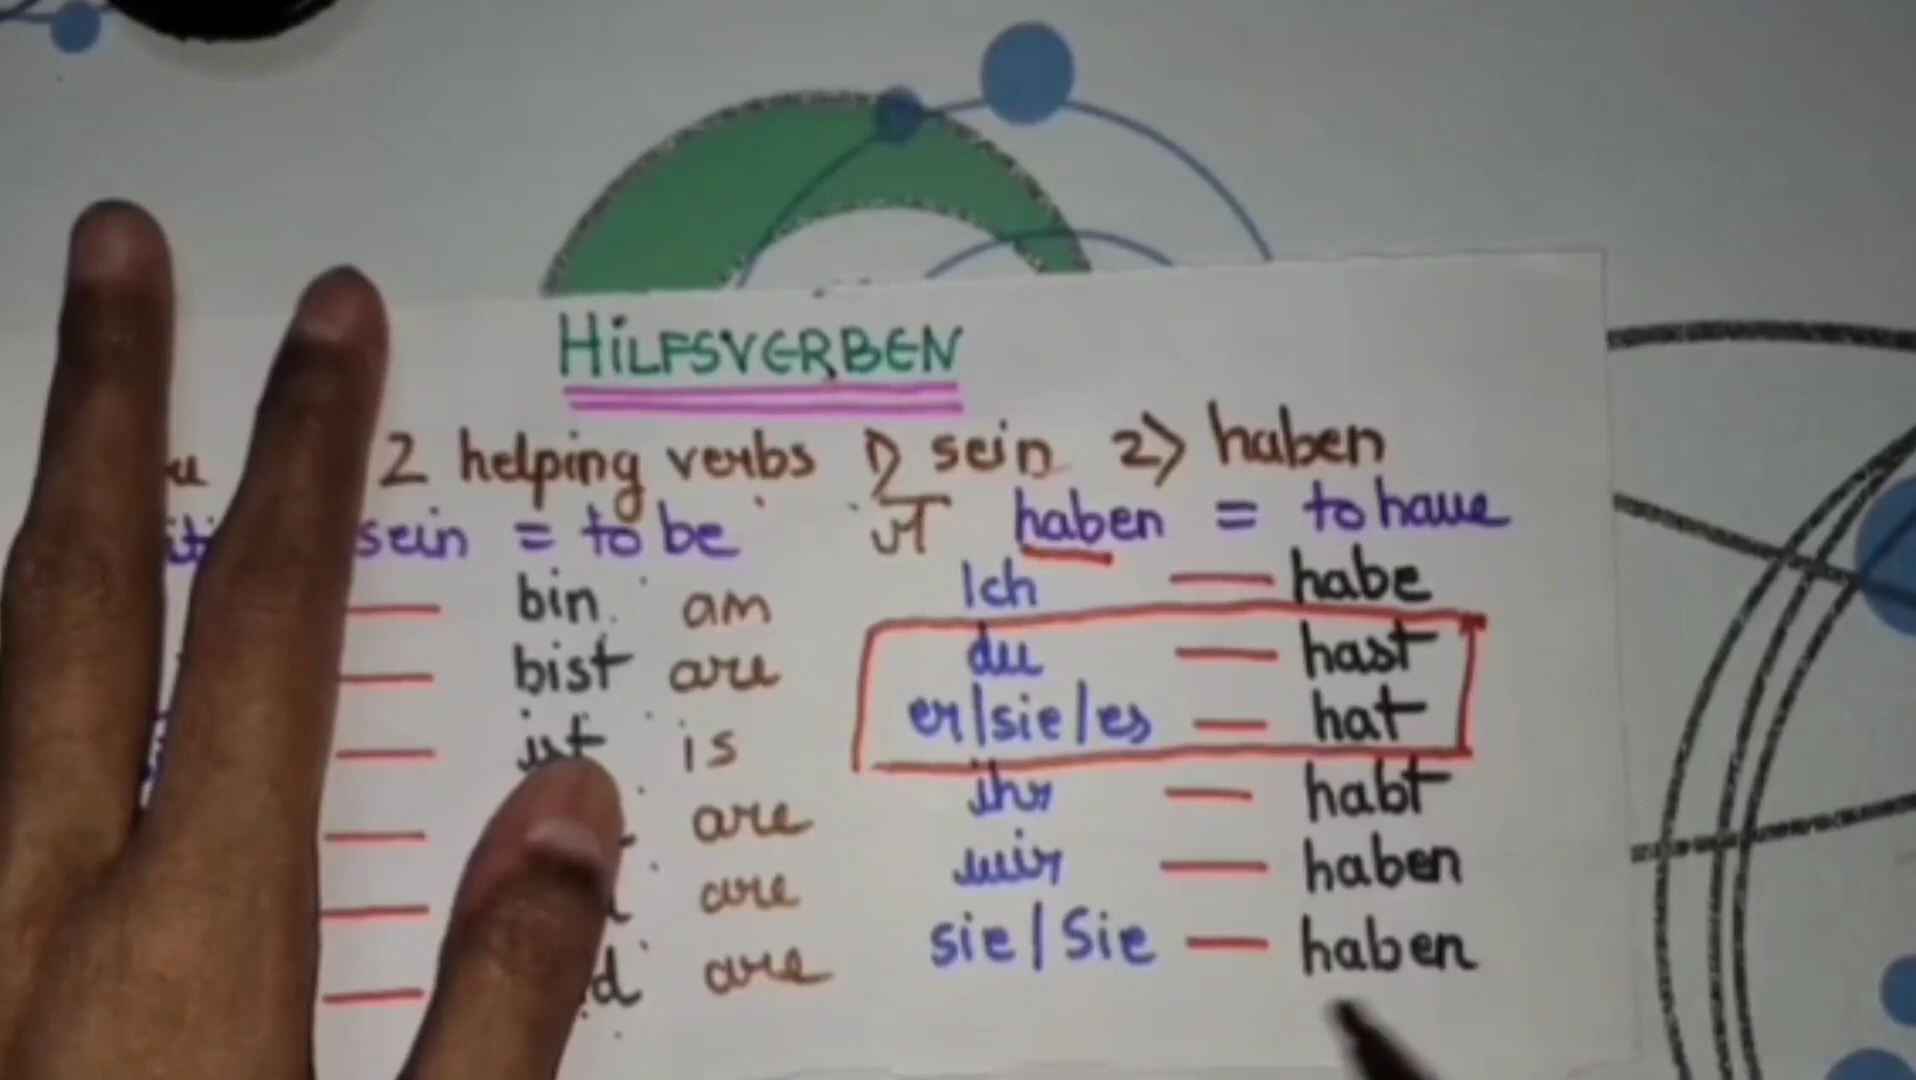 HILFSVERBEN
2 helping verbs 1) sein 2) haben
sein = to be
bin am
bist are
ist is
are
are
are
haben = to have
Ich — habe
du — hast
er/sie/es — hat
ihr — habt
wir — haben
sie/Sie — haben